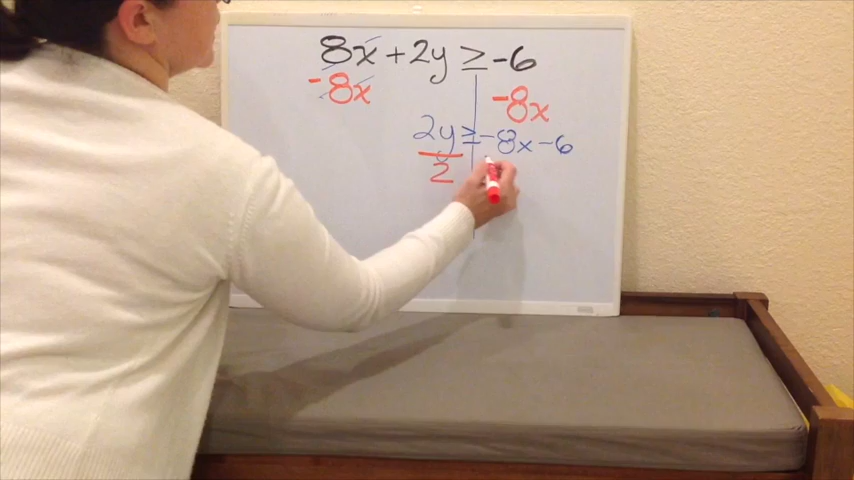 8x + 2y ≥ -6
-8x -8x
2y ≥ -8x - 6
2